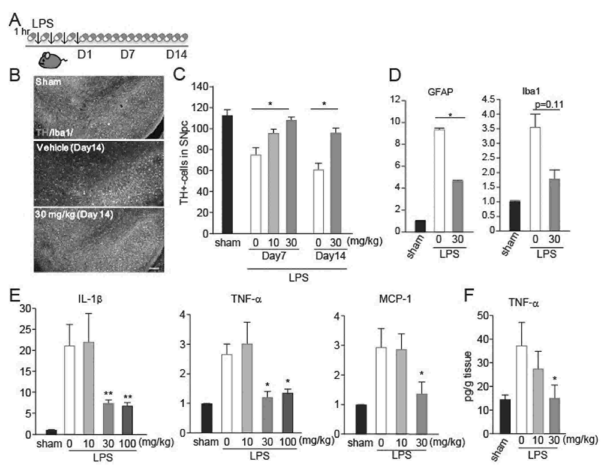 A
LPS
1 hr
D1 D7 D14
B
Sham
TH/Iba1/
Vehicle (Day14)
30 mg/kg (Day 14)
C
TH+-cells in SNpc
140
120
100
80
60
40
20
0
* *
sham 0 10 30 0 30 (mg/kg)
Day7 Day14
LPS
D
GFAP
12
10
8
6
4
2
0
*
sham 0 30
LPS
Iba1
4.5
4.0
3.5
3.0
2.5
2.0
1.5
1.0
0.5
0
p=0.11
sham 0 30
LPS
E
IL-1β
30
25
20
15
10
5
0
** **
sham 0 10 30 100 (mg/kg)
LPS
TNF-α
4
3
2
1
0
* *
sham 0 10 30 100 (mg/kg)
LPS
MCP-1
4
3
2
1
0
*
sham 0 10 30 (mg/kg)
LPS
F
TNF-α
pg/g tissue
50
40
30
20
10
0
*
sham 0 10 30 (mg/kg)
LPS